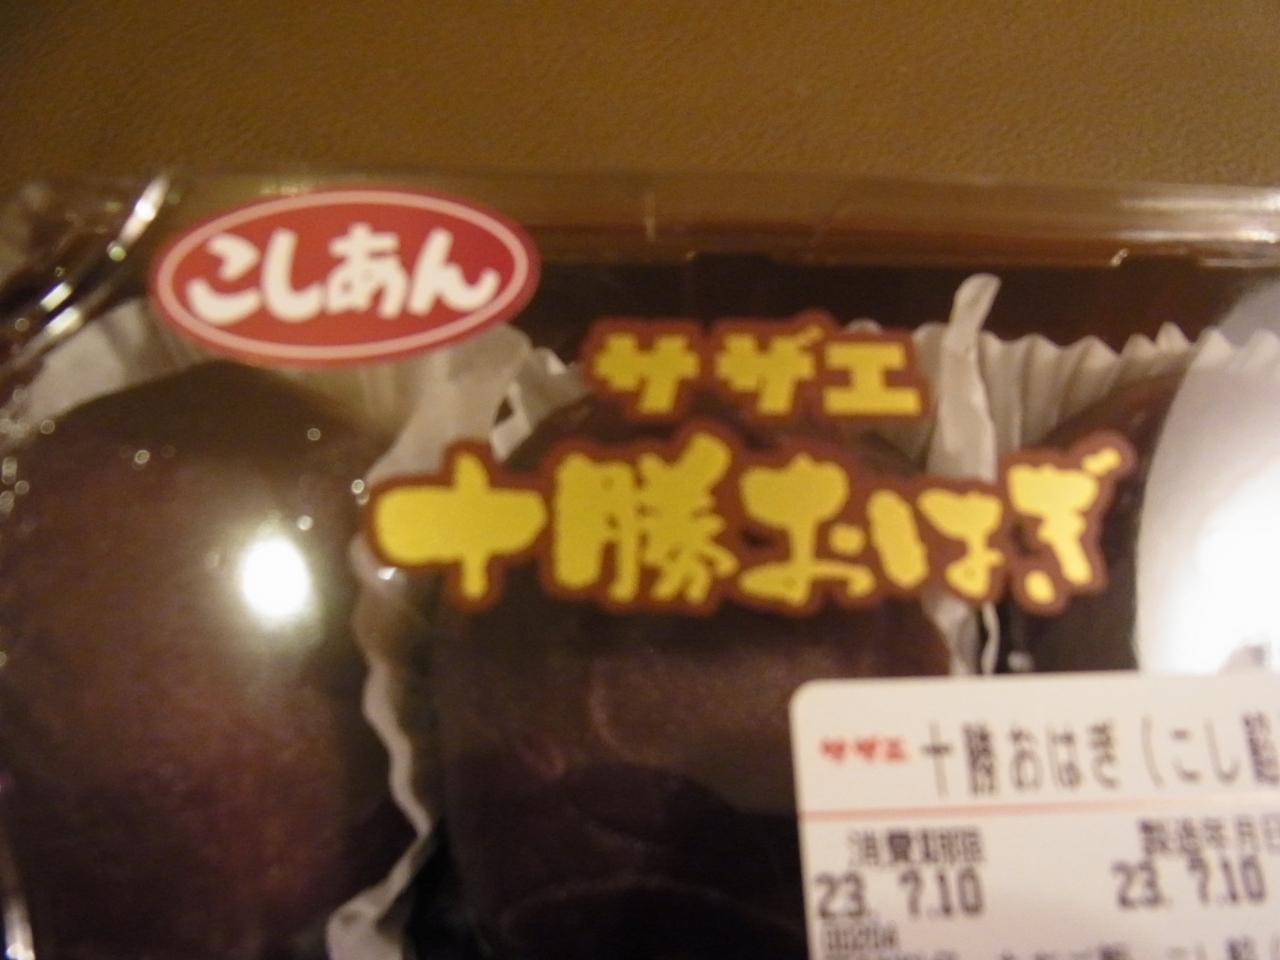 こしあん
サザエ
十勝おはぎ
サザエ 十勝おはぎ (こし餡
消費期限 製造年月日
23. 7.10 23. 7.10